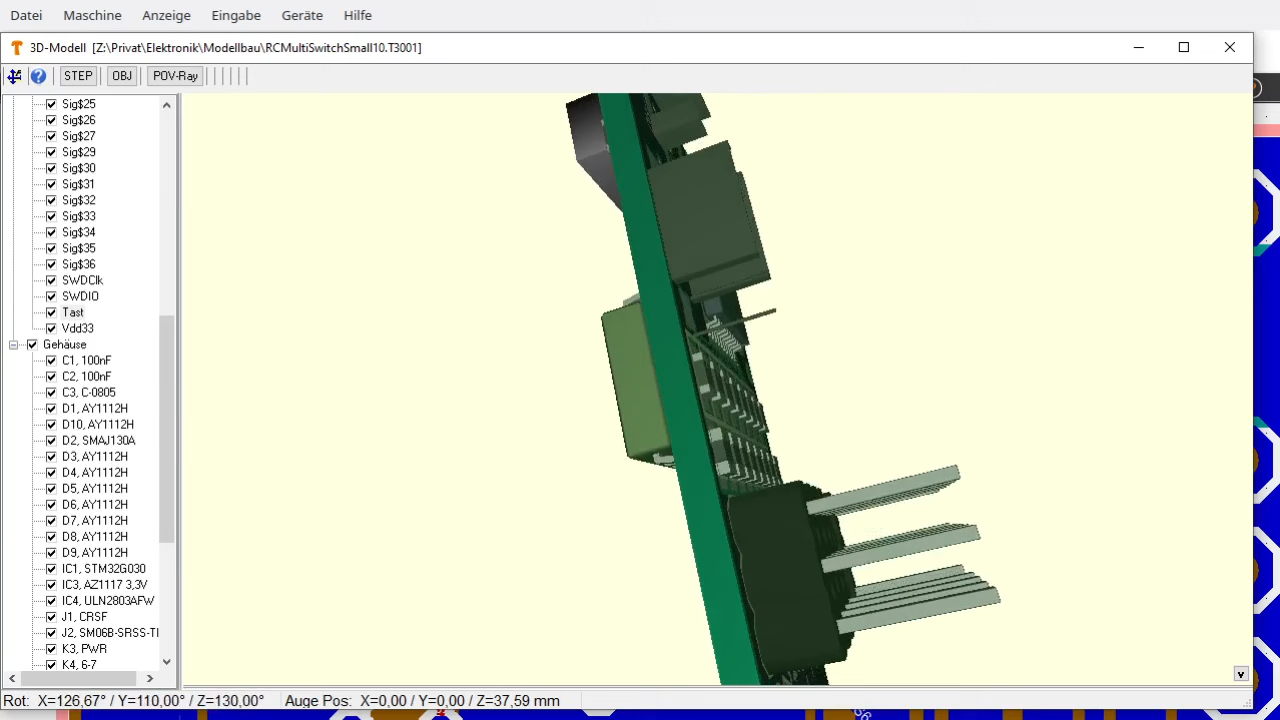 Datei Maschine Anzeige Eingabe Geräte Hilfe
3D-Modell [Z:\Privat\Elektronik\Modellbau\RCMultiSwitchSmall10.T3001]
STEP OBJ POV-Ray
Sig$25
Sig$26
Sig$27
Sig$29
Sig$30
Sig$31
Sig$32
Sig$33
Sig$34
Sig$35
Sig$36
SWDClk
SWDIO
Tast
Vdd33
Gehäuse
C1, 100nF
C2, 100nF
C3, C-0805
D1, AY1112H
D10, AY1112H
D2, SMAJ130A
D3, AY1112H
D4, AY1112H
D5, AY1112H
D6, AY1112H
D7, AY1112H
D8, AY1112H
D9, AY1112H
IC1, STM32G030
IC3, AZ1117 3,3V
IC4, ULN2803AFW
J1, CRSF
J2, SM06B-SRSS-TI
K3, PWR
K4, 6-7
Rot: X=126,67° / Y=110,00° / Z=130,00° Auge Pos: X=0,00 / Y=0,00 / Z=37,59 mm